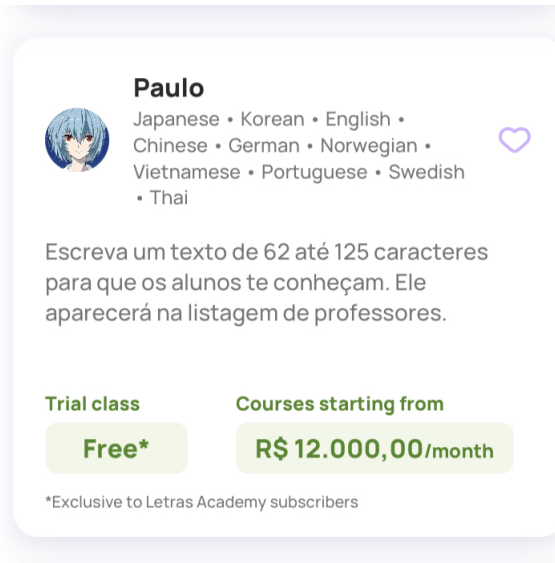 Paulo
Japanese • Korean • English •
Chinese • German • Norwegian •
Vietnamese • Portuguese • Swedish
• Thai
Escreva um texto de 62 até 125 caracteres
para que os alunos te conheçam. Ele
aparecerá na listagem de professores.
Trial class
Courses starting from
Free*
R$ 12.000,00/month
*Exclusive to Letras Academy subscribers